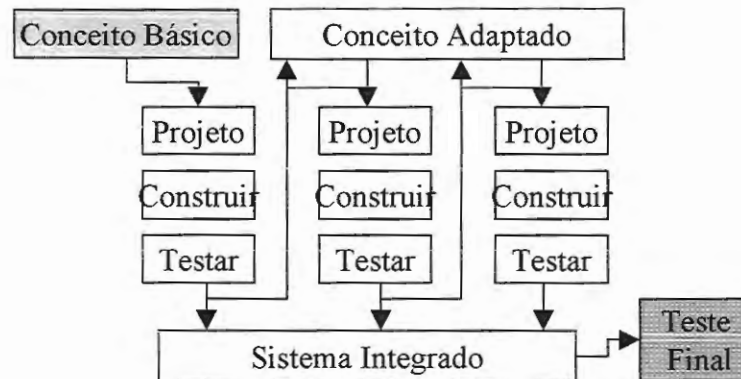 Conceito Básico
Conceito Adaptado
Projeto
Projeto
Projeto
Construir
Construir
Construir
Testar
Testar
Testar
Sistema Integrado
Teste
Final